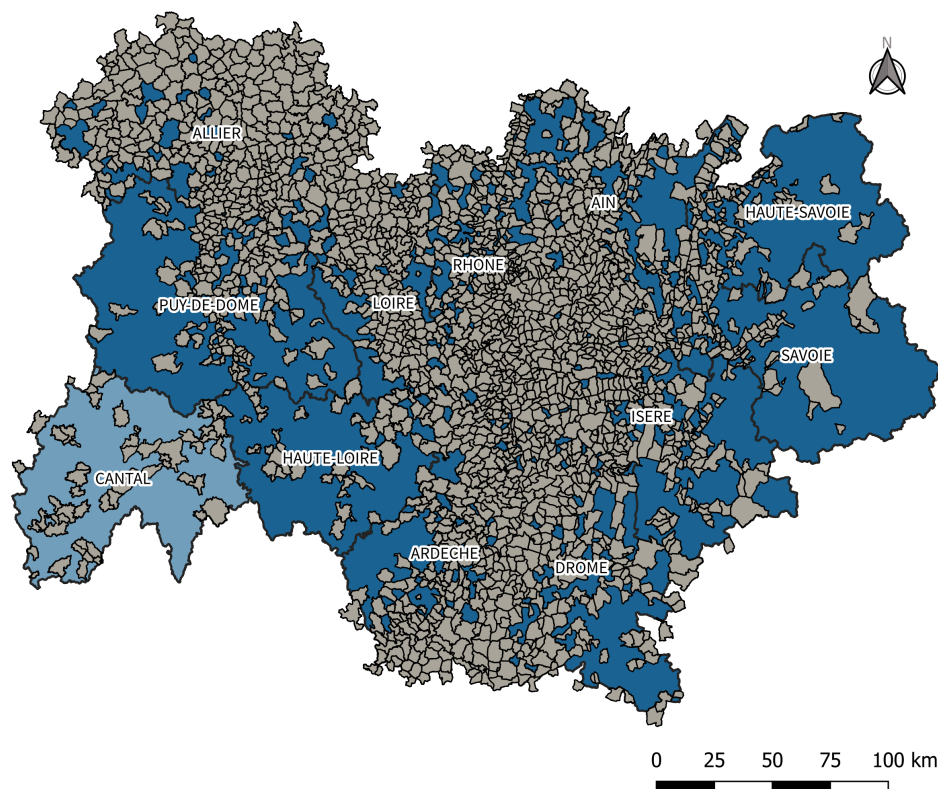 N
ALLIER
AIN
HAUTE-SAVOIE
RHONE
PUY-DE-DOME
LOIRE
SAVOIE
ISERE
HAUTE-LOIRE
CANTAL
ARDECHE
DROME
0 25 50 75 100 km